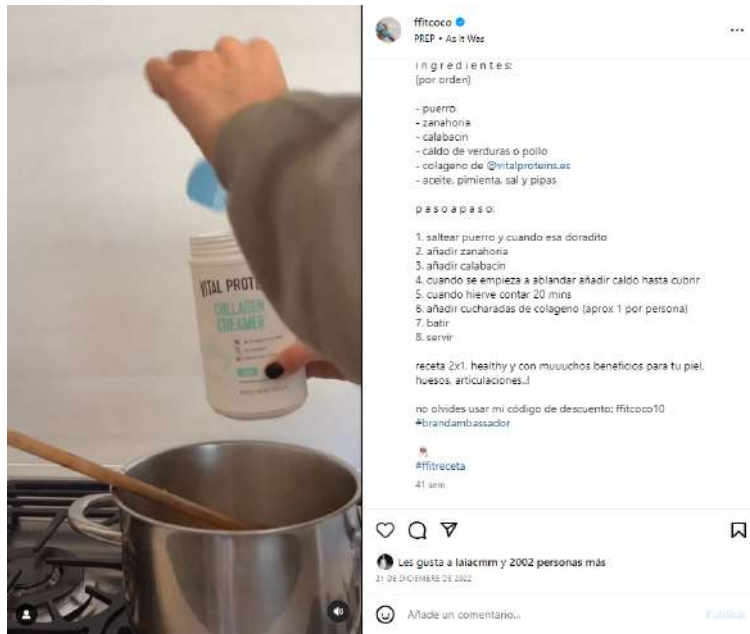 ffitcoco
PREP • As It Was
ingredientes:
(por orden)
- puerro
- zanahoria
- calabacin
- caldo de verduras o pollo
- colageno de @vitalproteins.es
- aceite, pimienta, sal y pipas
p a s o a p a s o:
1. saltear puerro y cuando esa doradito
2. añadir zanahoria
3. añadir calabacin
4. cuando se empieza a ablandar añadir caldo hasta cubrir
5. cuando hierve contar 20 mins
6. añadir cucharadas de colageno (aprox 1 por persona)
7. batir
8. servir
receta 2x1, healthy y con muuuchos beneficios para tu piel,
huesos, articulaciones..!
no olvides usar mi código de descuento: ffitcoco10
#brandambassador
#ffitreceta
41 sem
Les gusta a laiacmm y 2002 personas más
21 DE DICIEMBRE DE 2022
Añade un comentario...
Publicar
VITAL PROT
COLLAGEN
CREAMER